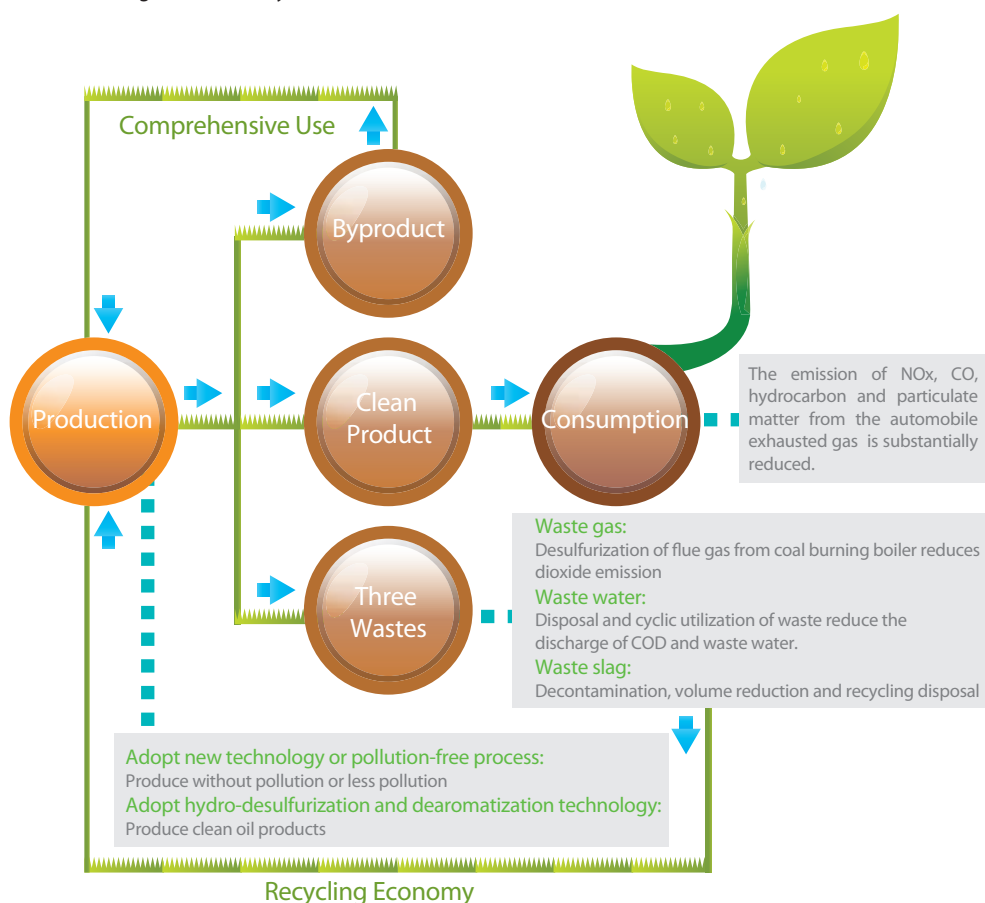 Comprehensive Use
Byproduct
Production
Clean
Product
Consumption
The emission of NOx, CO,
hydrocarbon and particulate
matter from the automobile
exhausted gas is substantially
reduced.
Three
Wastes
Waste gas:
Desulfurization of flue gas from coal burning boiler reduces
dioxide emission
Waste water:
Disposal and cyclic utilization of waste reduce the
discharge of COD and waste water.
Waste slag:
Decontamination, volume reduction and recycling disposal
Adopt new technology or pollution-free process:
Produce without pollution or less pollution
Adopt hydro-desulfurization and dearomatization technology:
Produce clean oil products
Recycling Economy